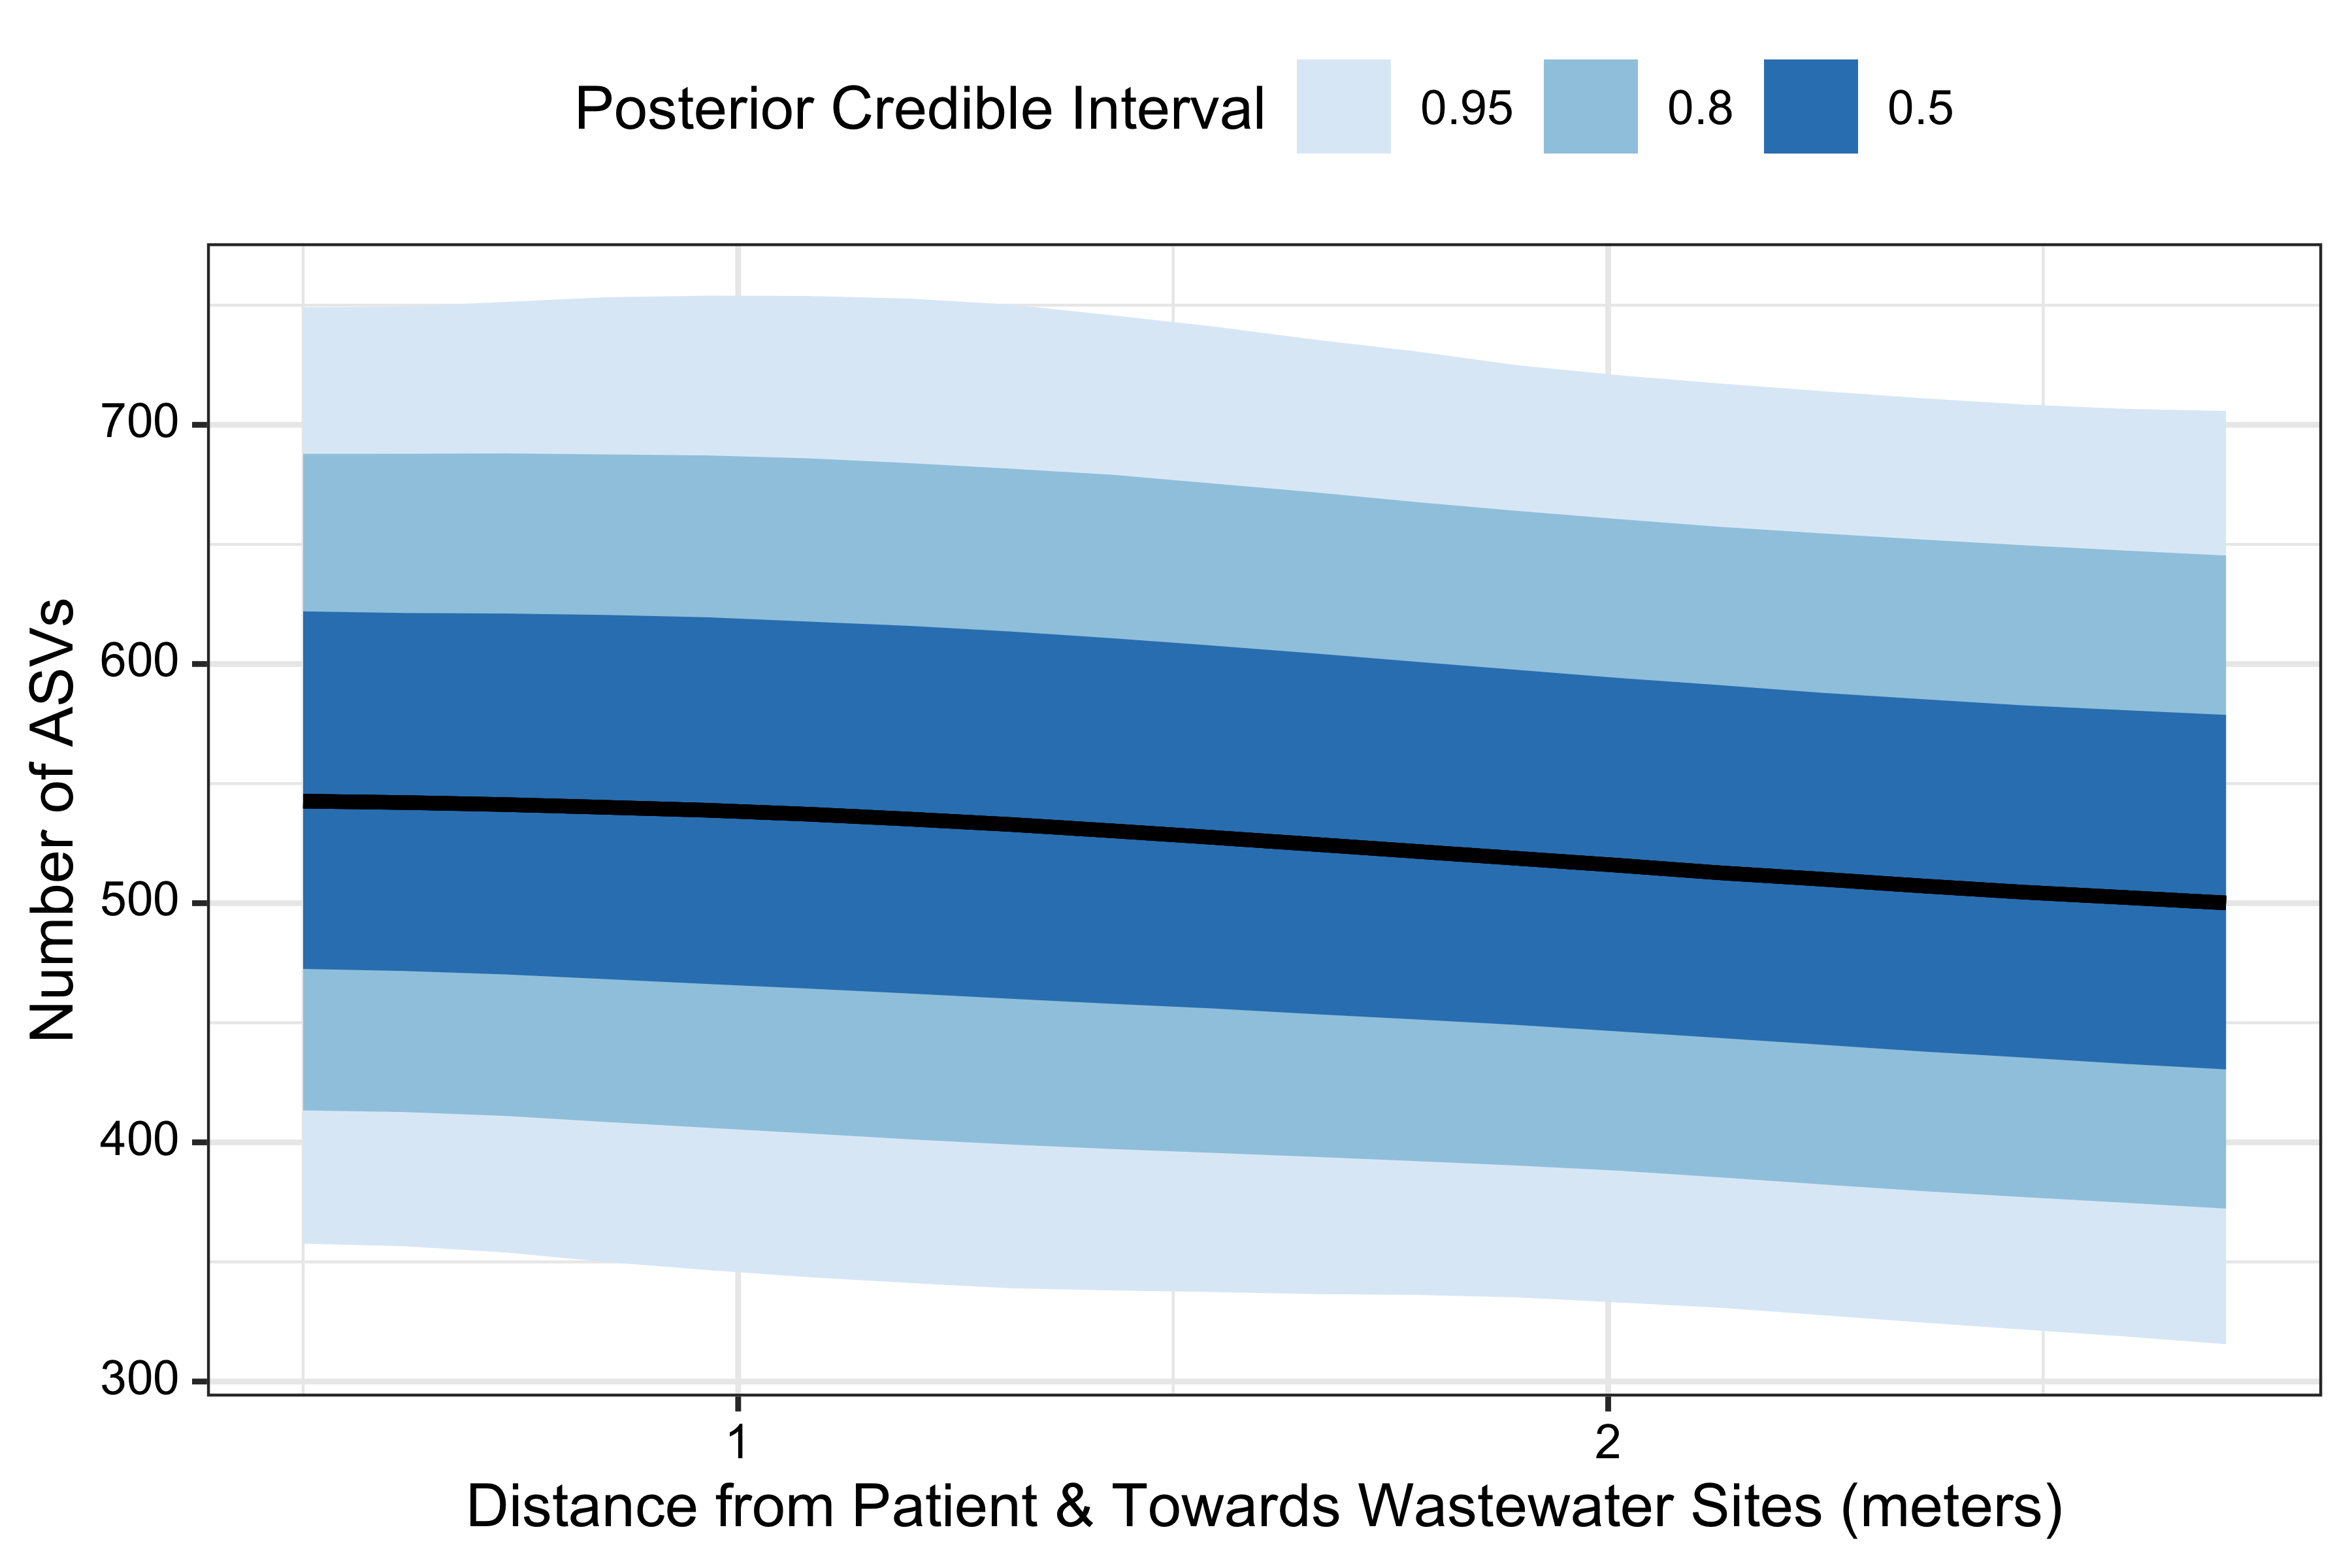 Posterior Credible Interval 0.95 0.8 0.5
Number of ASVs
700
600
500
400
300
1 2
Distance from Patient & Towards Wastewater Sites (meters)